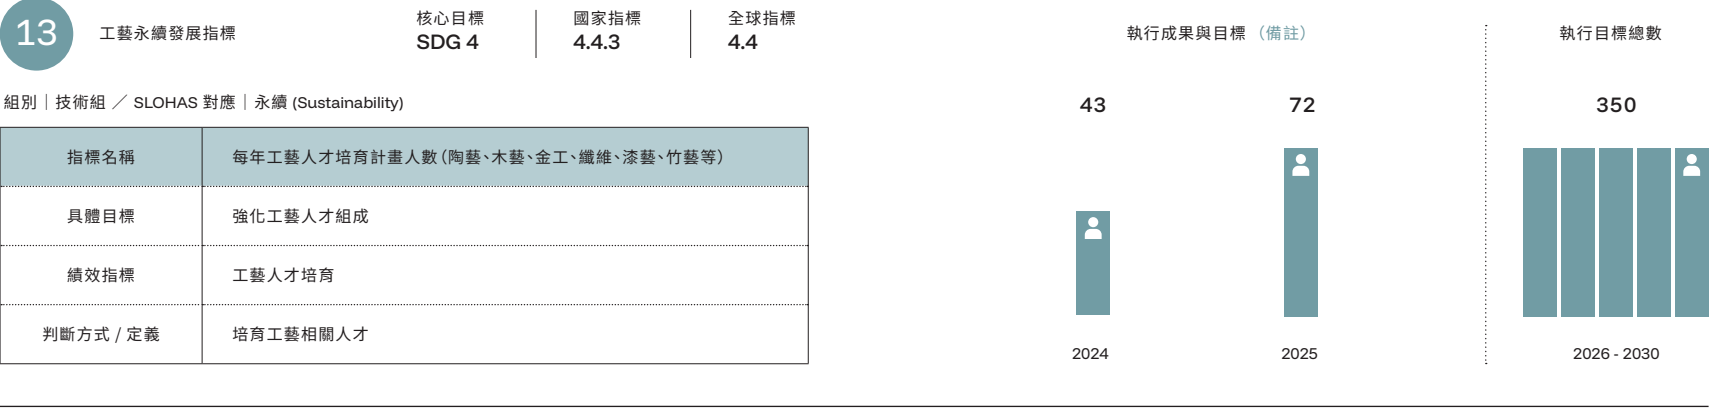 13
工藝永續發展指標
核心目標
SDG 4
國家指標
4.4.3
全球指標
4.4
組別｜技術組 ／ SLOHAS 對應｜永續 (Sustainability)
指標名稱
每年工藝人才培育計畫人數（陶藝、木藝、金工、纖維、漆藝、竹藝等）
具體目標
強化工藝人才組成
績效指標
工藝人才培育
判斷方式 / 定義
培育工藝相關人才
執行成果與目標（備註）
43
72
2024
2025
執行目標總數
350
2026 - 2030